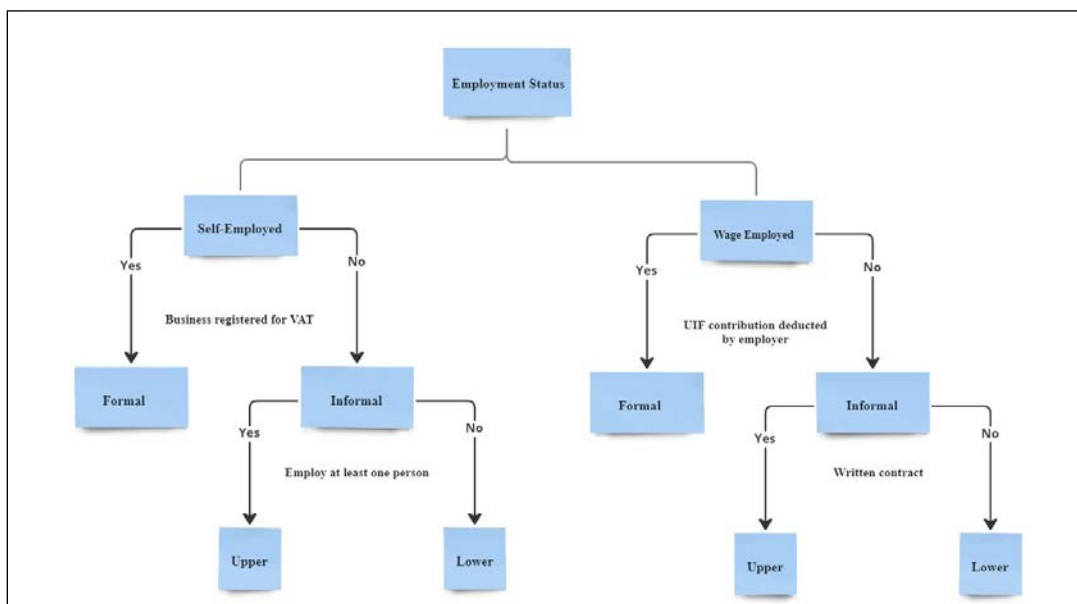 Employment Status
Self-Employed
Wage Employed
Yes
No
Yes
No
Business registered for VAT
UIF contribution deducted
by employer
Formal
Informal
Formal
Informal
Yes
No
Yes
No
Employ at least one person
Written contract
Upper
Lower
Upper
Lower